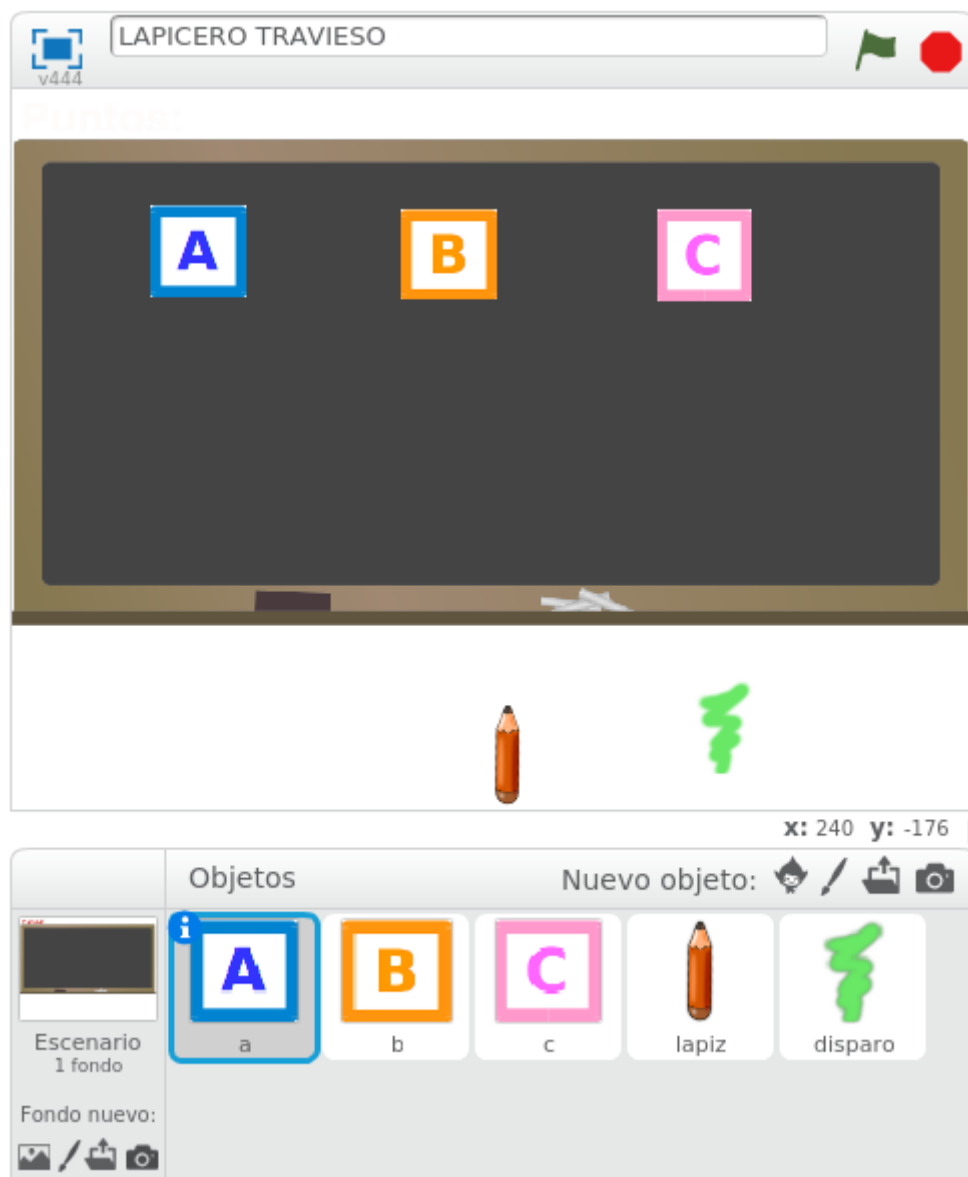 LAPICERO TRAVIESO
v444
Puntos:
A B C
x: 240 y: -176
Objetos Nuevo objeto:
A B C
Escenario a b c lapiz disparo
1 fondo
Fondo nuevo: